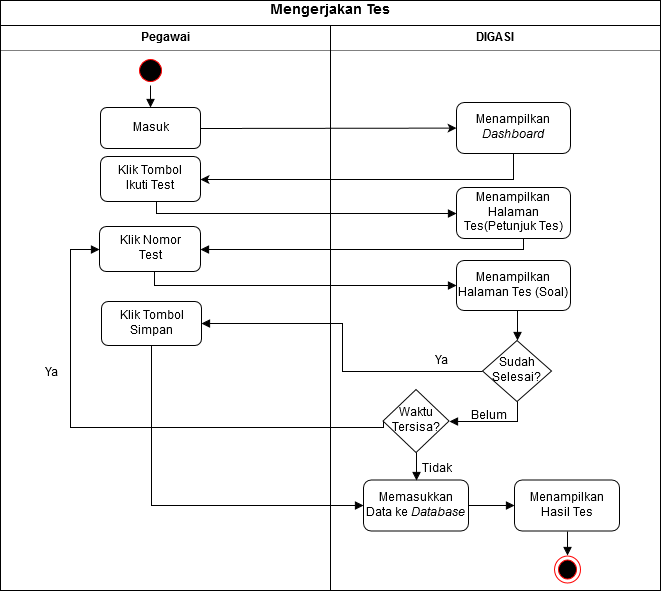 Mengerjakan Tes
Pegawai
DIGASI
Masuk
Menampilkan
Dashboard
Klik Tombol
Ikuti Test
Menampilkan
Halaman
Tes(Petunjuk Tes)
Klik Nomor
Test
Menampilkan
Halaman Tes (Soal)
Klik Tombol
Simpan
Sudah
Selesai?
Ya
Ya
Belum
Waktu
Tersisa?
Tidak
Memasukkan
Data ke Database
Menampilkan
Hasil Tes